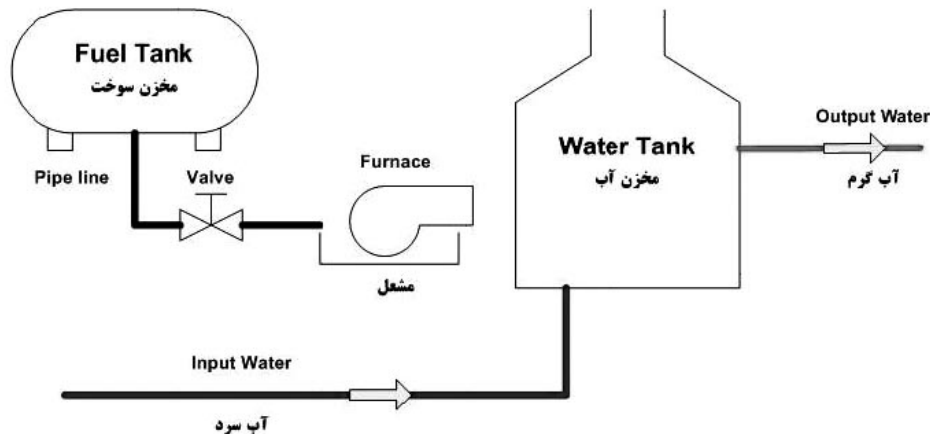 Fuel Tank
مخزن سوخت
Pipe line
Valve
Furnace
مشعل
Water Tank
مخزن آب
Output Water
آب گرم
Input Water
آب سرد